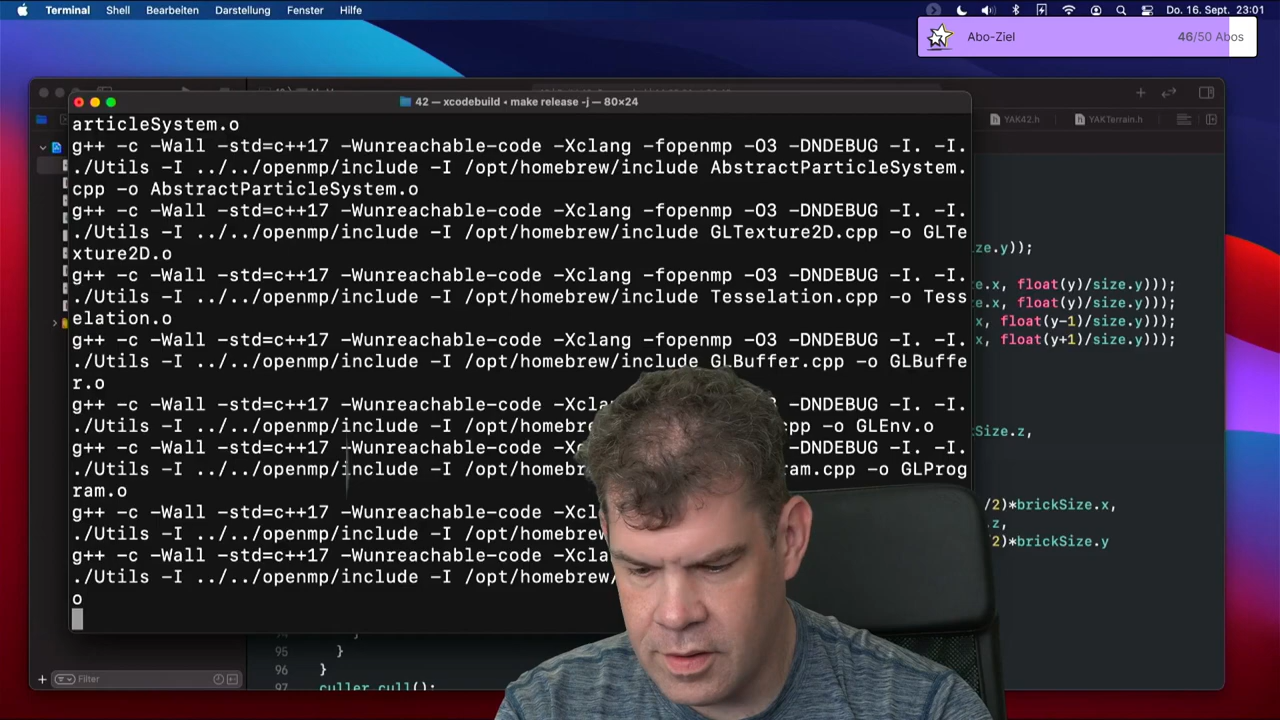 Terminal Shell Bearbeiten Darstellung Fenster Hilfe Do. 16. Sept. 23:01
Abo-Ziel 46/50 Abos
42 — xcodebuild • make release -j — 80×24
YAK42.h YAKTerrain.h
articleSystem.o
g++ -c -Wall -std=c++17 -Wunreachable-code -Xclang -fopenmp -O3 -DNDEBUG -I. -I.
./Utils -I ../../openmp/include -I /opt/homebrew/include AbstractParticleSystem.
cpp -o AbstractParticleSystem.o
g++ -c -Wall -std=c++17 -Wunreachable-code -Xclang -fopenmp -O3 -DNDEBUG -I. -I.
./Utils -I ../../openmp/include -I /opt/homebrew/include GLTexture2D.cpp -o GLTe
xture2D.o
g++ -c -Wall -std=c++17 -Wunreachable-code -Xclang -fopenmp -O3 -DNDEBUG -I. -I.
./Utils -I ../../openmp/include -I /opt/homebrew/include Tesselation.cpp -o Tess
elation.o
g++ -c -Wall -std=c++17 -Wunreachable-code -Xclang -fopenmp -O3 -DNDEBUG -I. -I.
./Utils -I ../../openmp/include -I /opt/homebrew/include GLBuffer.cpp -o GLBuffe
r.o
g++ -c -Wall -std=c++17 -Wunreachable-code -Xcla -DNDEBUG -I. -I.
./Utils -I ../../openmp/include -I /opt/homebrew cpp -o GLEnv.o
g++ -c -Wall -std=c++17 -Wunreachable-code -Xc -DNDEBUG -I. -I.
./Utils -I ../../openmp/include -I /opt/homebr ram.cpp -o GLProg
ram.o
g++ -c -Wall -std=c++17 -Wunreachable-code -Xcl
./Utils -I ../../openmp/include -I /opt/homebrew/
g++ -c -Wall -std=c++17 -Wunreachable-code -Xcla
./Utils -I ../../openmp/include -I /opt/homebrew/
o
ze.y));
e.x, float(y)/size.y)));
e.x, float(y)/size.y)));
x, float(y-1)/size.y)));
x, float(y+1)/size.y)));
kSize.z,
/2)*brickSize.x,
z,
2)*brickSize.y
95 }
96 }
97 culler.cull();
Filter